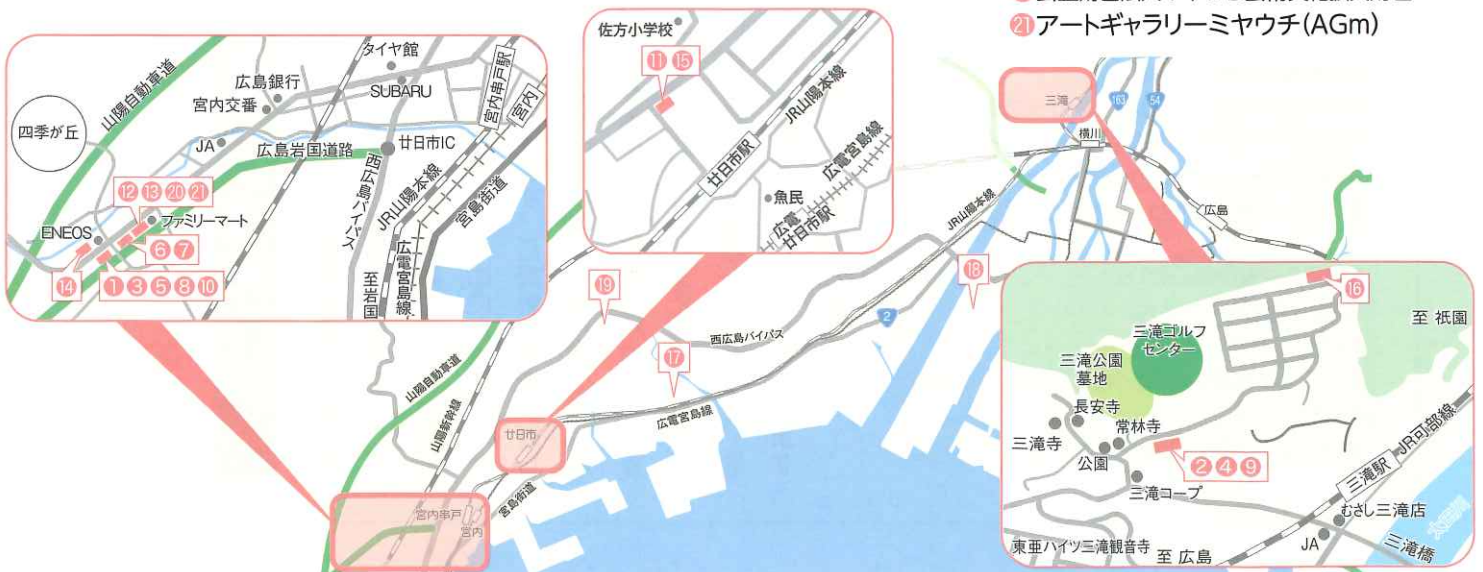 ㉑アートギャラリーミヤウチ(AGm)
山陽自動車道
四季が丘
タイヤ館
広島銀行
宮内交番
SUBARU
JA
広島岩国道路
廿日市IC
宮内串戸駅
宮内
西広島バイパス
JR山陽本線
宮島街道
広電宮島線
至岩国
⑫⑬⑳㉑
ファミリーマート
ENEOS
⑥⑦
⑭
①③⑤⑧⑩
佐方小学校
⑪⑮
JR山陽本線
廿日市駅
広電宮島線
魚民
広電
廿日市駅
三滝
163
54
横川
広島
JR山陽本線
⑱
⑲
2
西広島バイパス
⑰
広電宮島線
山陽自動車道
山陽新幹線
廿日市
宮島街道
宮内串戸
宮内
⑯
至 祇園
三滝ゴルフ
センター
三滝公園
墓地
長安寺
常林寺
三滝寺
公園
②④⑨
三滝コープ
三滝駅
JR可部線
むさし三滝店
太田川
JA
三滝橋
東亜ハイツ三滝観音寺
至 広島